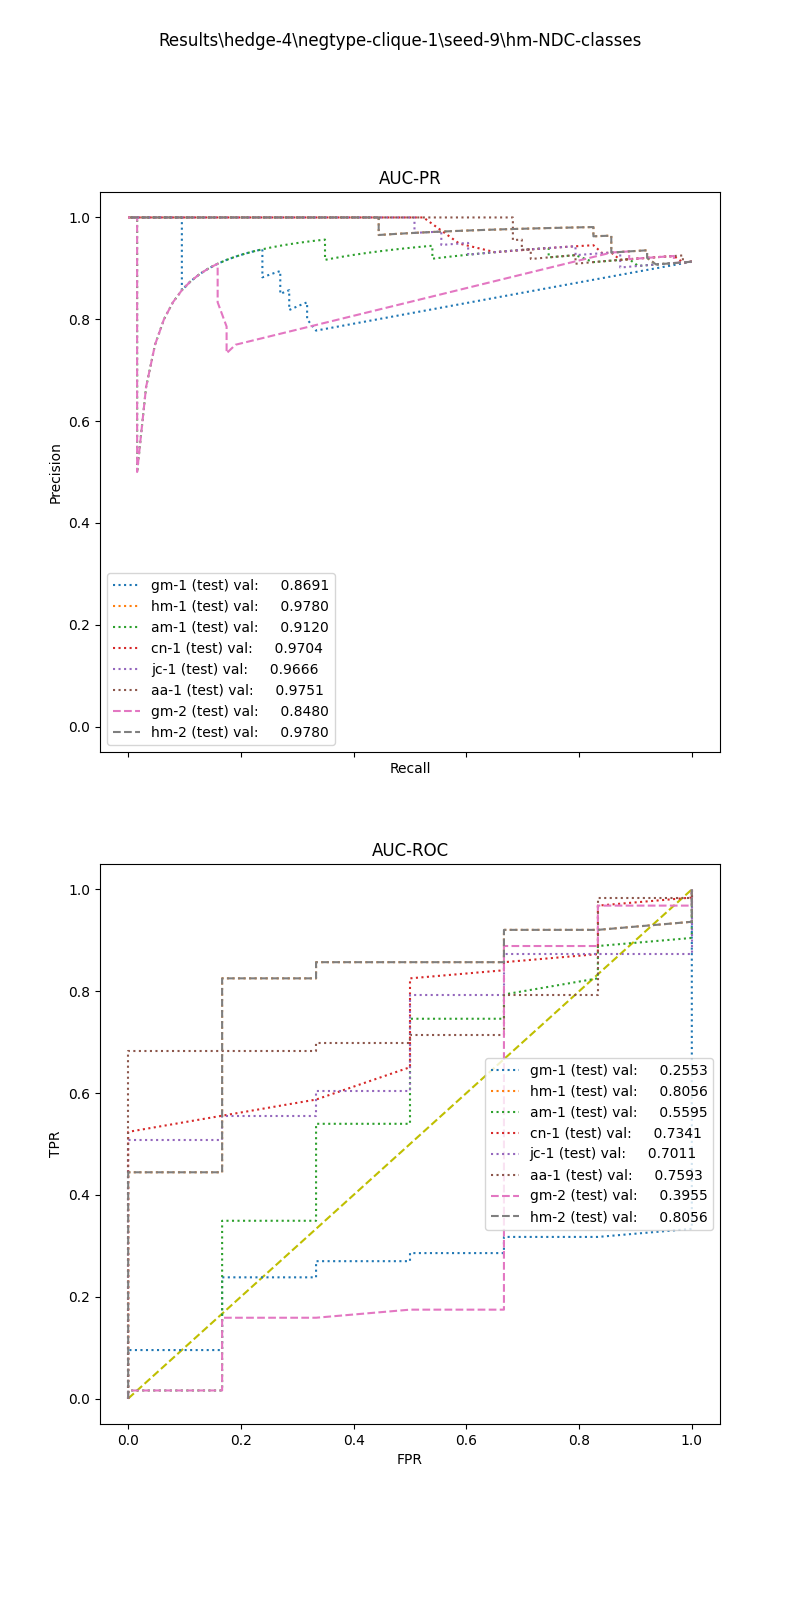 Results\hedge-4\negtype-clique-1\seed-9\hm-NDC-classes
AUC-PR
1.0
0.8
0.6
0.4
0.2
0.0
Precision
gm-1 (test) val: 0.8691
hm-1 (test) val: 0.9780
am-1 (test) val: 0.9120
cn-1 (test) val: 0.9704
jc-1 (test) val: 0.9666
aa-1 (test) val: 0.9751
gm-2 (test) val: 0.8480
hm-2 (test) val: 0.9780
Recall
AUC-ROC
1.0
0.8
0.6
0.4
0.2
0.0
TPR
gm-1 (test) val: 0.2553
hm-1 (test) val: 0.8056
am-1 (test) val: 0.5595
cn-1 (test) val: 0.7341
jc-1 (test) val: 0.7011
aa-1 (test) val: 0.7593
gm-2 (test) val: 0.3955
hm-2 (test) val: 0.8056
0.0 0.2 0.4 0.6 0.8 1.0
FPR